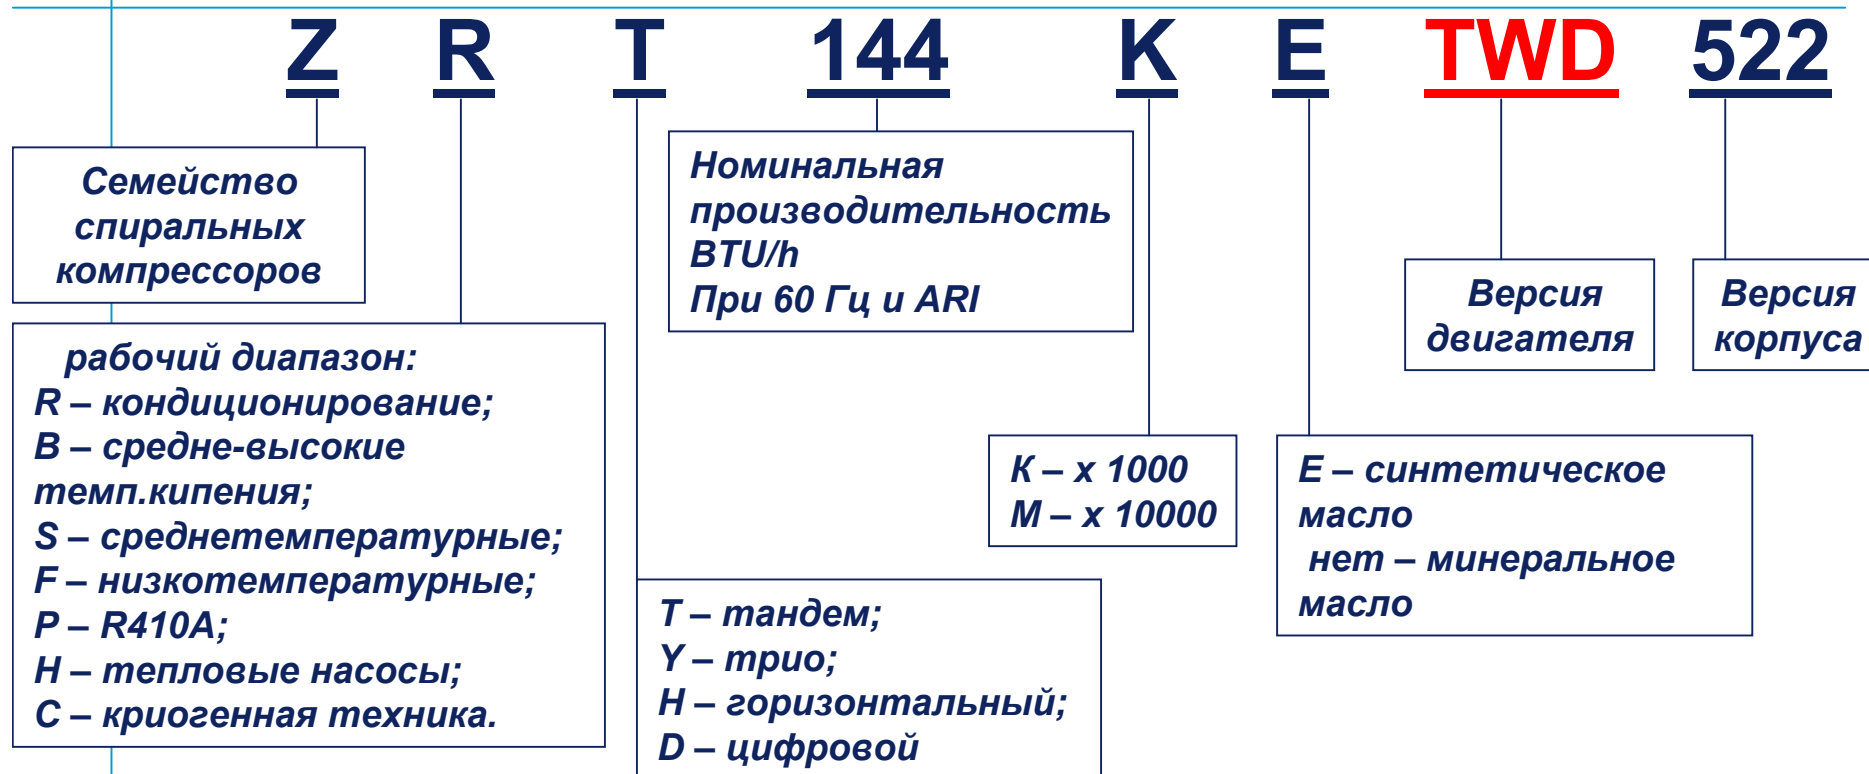 Z R T 144 K E TWD 522
Семейство
спиральных
компрессоров
Номинальная
производительность
BTU/h
При 60 Гц и ARI
Версия
двигателя
Версия
корпуса
рабочий диапазон:
R – кондиционирование;
B – средне-высокие
темп.кипения;
S – среднетемпературные;
F – низкотемпературные;
P – R410A;
H – тепловые насосы;
C – криогенная техника.
К – х 1000
М – х 10000
E – синтетическое
масло
нет – минеральное
масло
T – тандем;
Y – трио;
H – горизонтальный;
D – цифровой